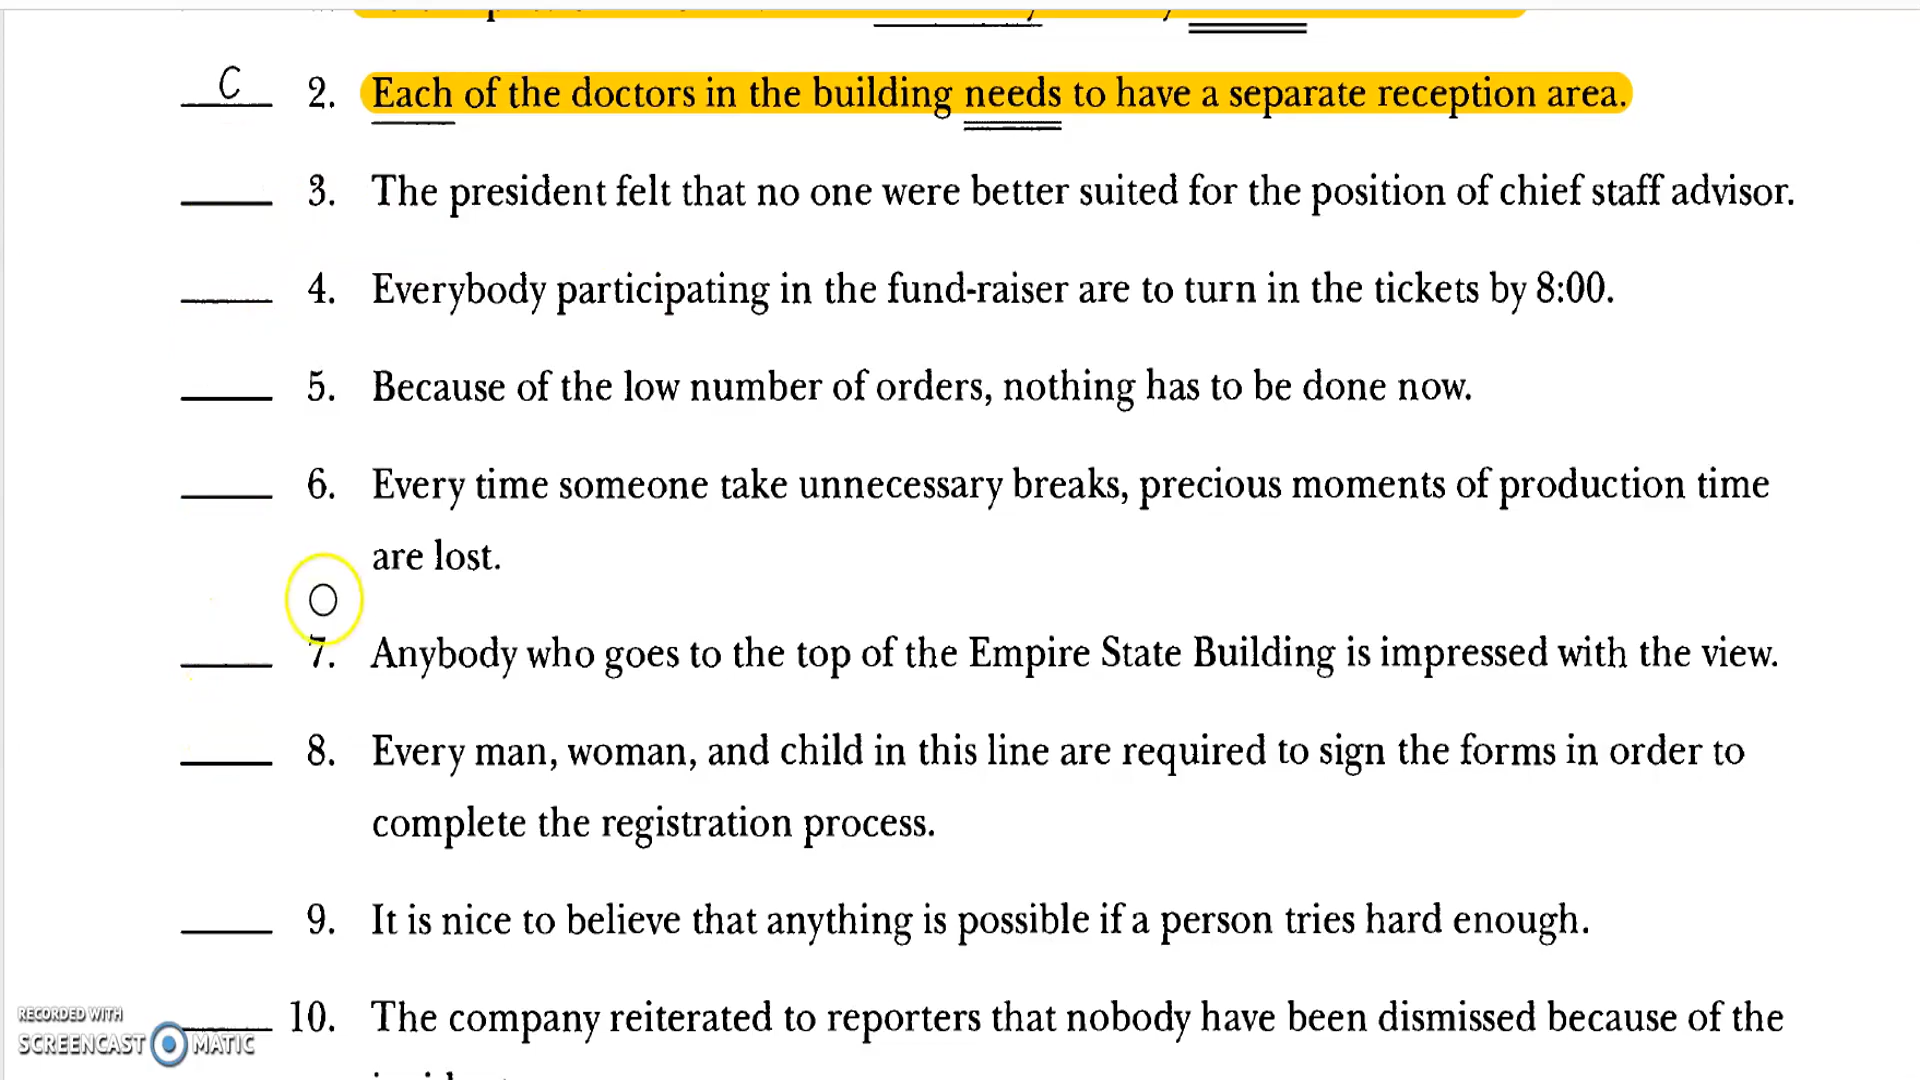 C 2. Each of the doctors in the building needs to have a separate reception area.
3. The president felt that no one were better suited for the position of chief staff advisor.
4. Everybody participating in the fund-raiser are to turn in the tickets by 8:00.
5. Because of the low number of orders, nothing has to be done now.
6. Every time someone take unnecessary breaks, precious moments of production time
are lost.
7. Anybody who goes to the top of the Empire State Building is impressed with the view.
8. Every man, woman, and child in this line are required to sign the forms in order to
complete the registration process.
9. It is nice to believe that anything is possible if a person tries hard enough.
10. The company reiterated to reporters that nobody have been dismissed because of the
RECORDED WITH
SCREENCAST MATIC